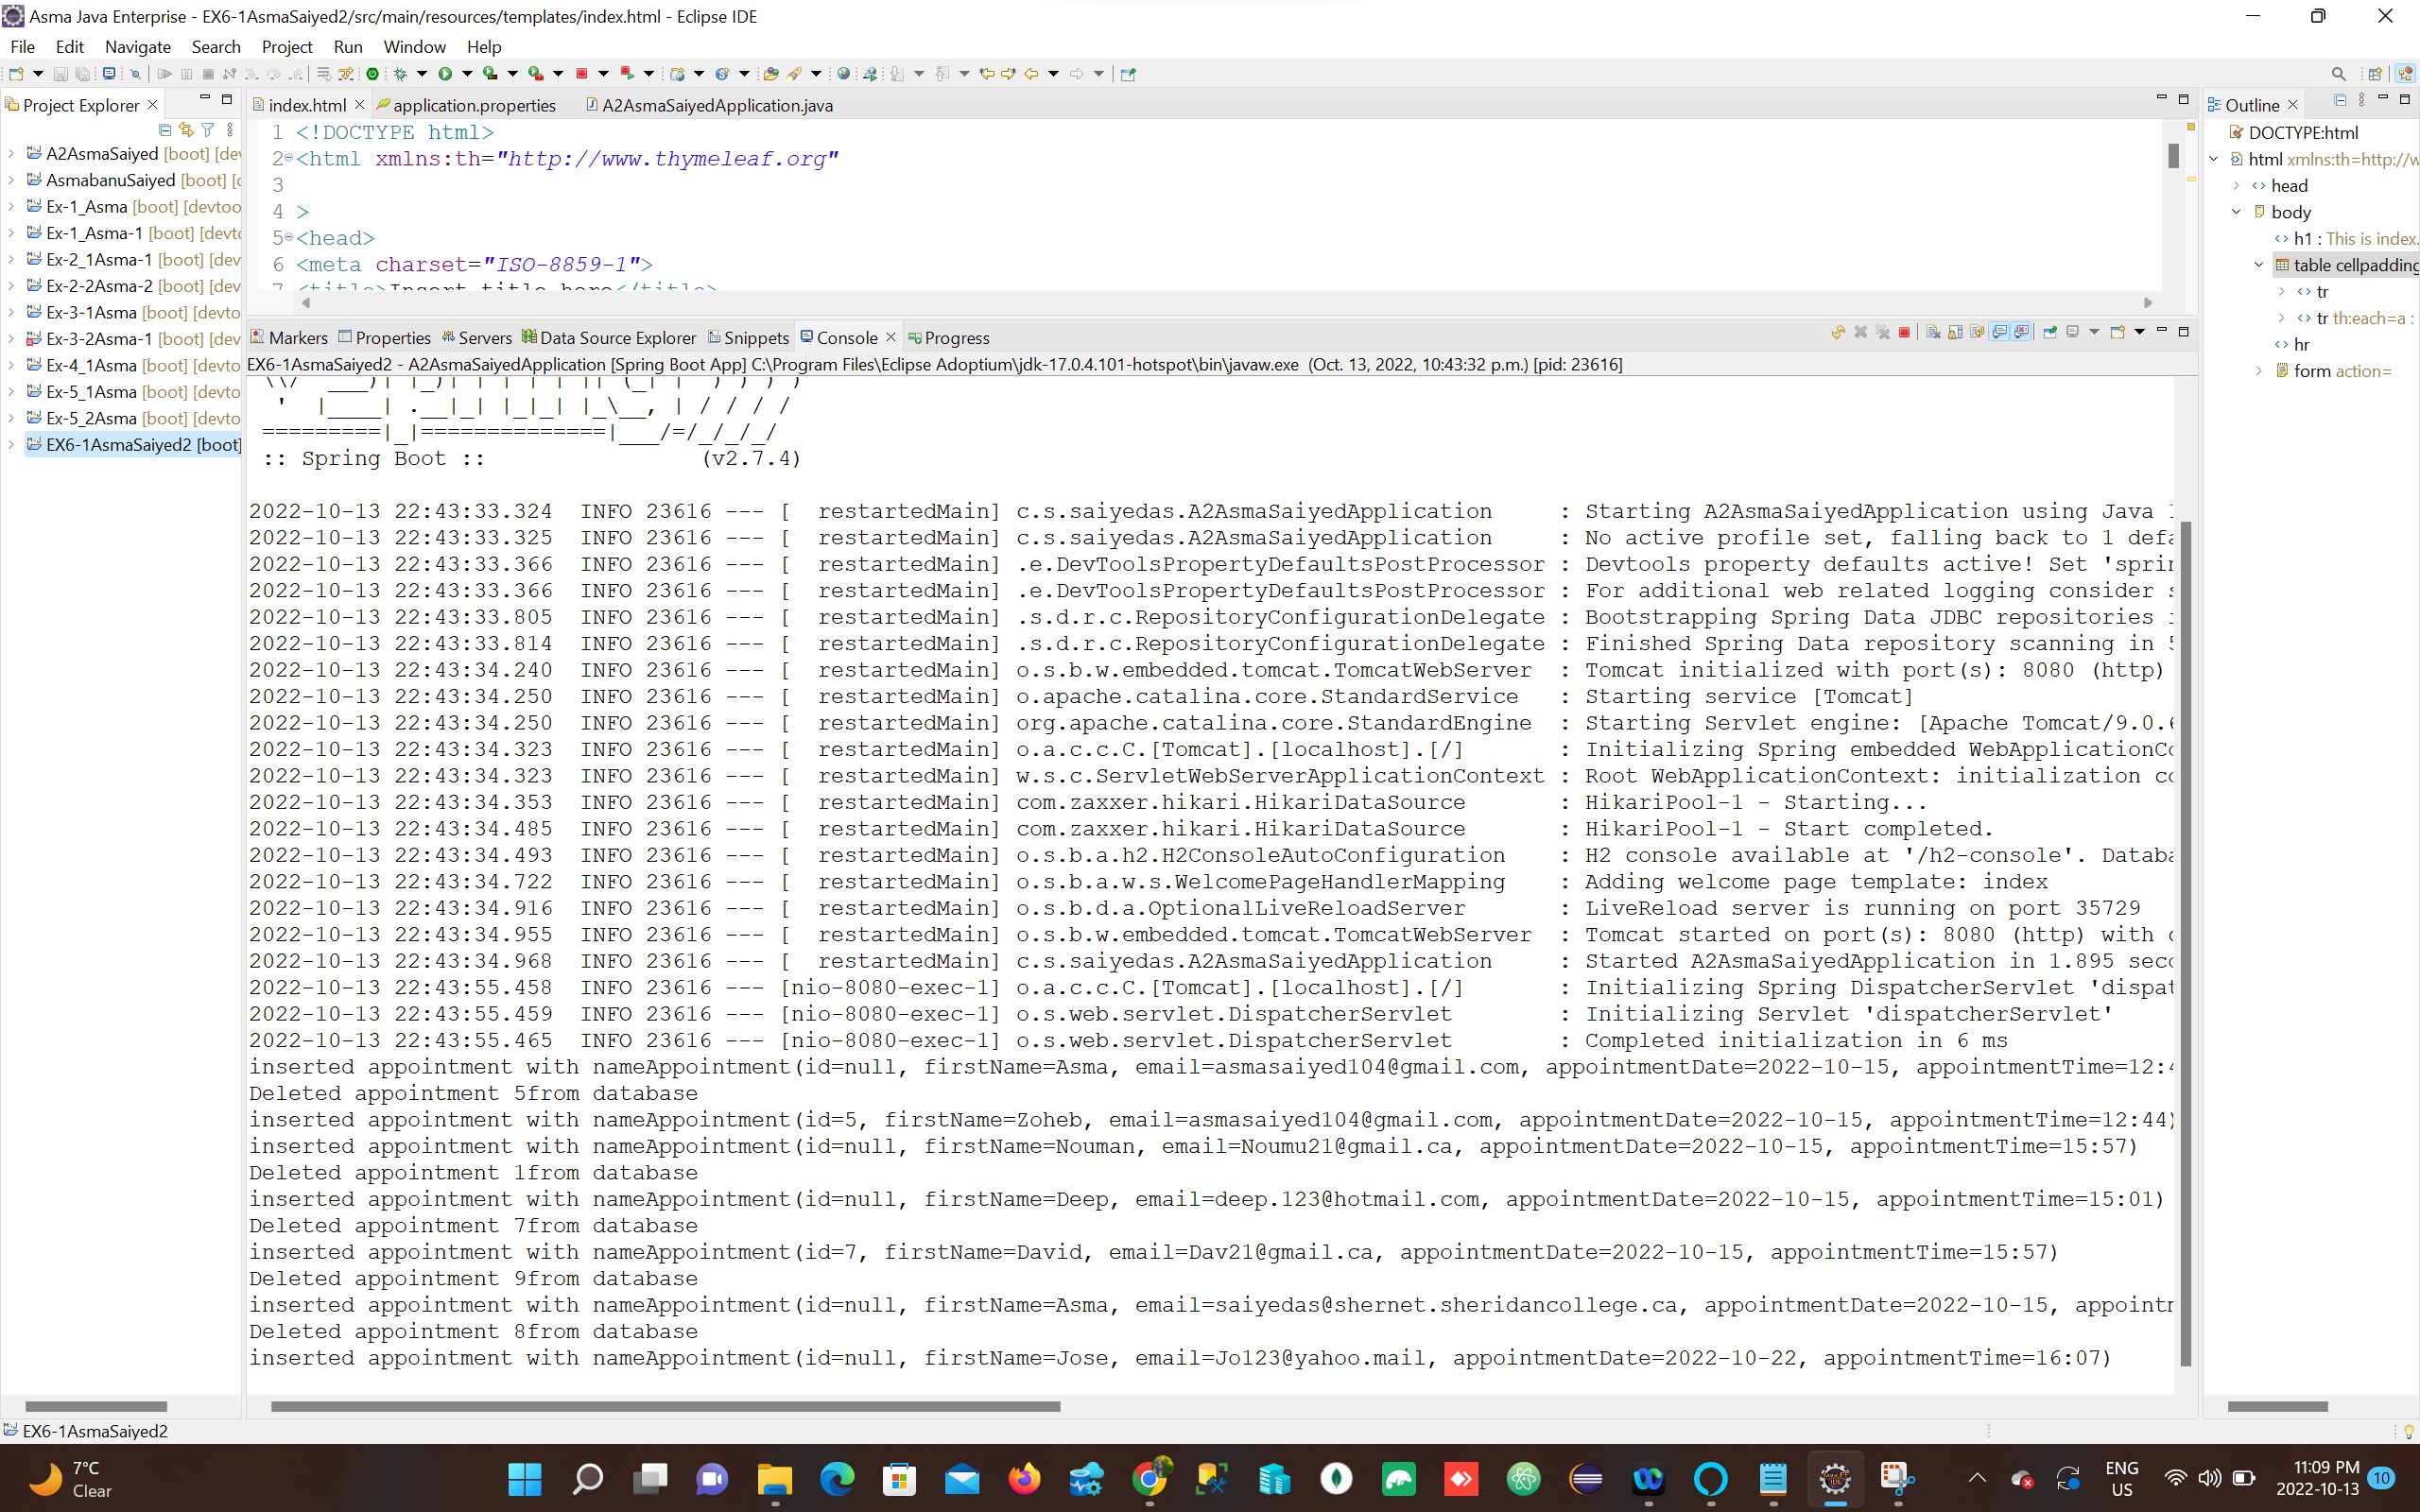 Asma Java Enterprise - EX6-1AsmaSaiyed2/src/main/resources/templates/index.html - Eclipse IDE
File Edit Navigate Search Project Run Window Help
Project Explorer
A2AsmaSaiyed [boot] [dev
AsmabanuSaiyed [boot] [d
Ex-1_Asma [boot] [devtoo
Ex-1_Asma-1 [boot] [devto
Ex-2_1Asma-1 [boot] [dev
Ex-2-2Asma-2 [boot] [dev
Ex-3-1Asma [boot] [devto
Ex-3-2Asma-1 [boot] [dev
Ex-4_1Asma [boot] [devto
Ex-5_1Asma [boot] [devto
Ex-5_2Asma [boot] [devto
EX6-1AsmaSaiyed2 [boot]
index.html application.properties A2AsmaSaiyedApplication.java
1 <!DOCTYPE html>
2 <html xmlns:th="http://www.thymeleaf.org"
3
4 >
5 <head>
6 <meta charset="ISO-8859-1">
7 <title>Insert title here</title>
Outline
DOCTYPE:html
html xmlns:th=http://w
head
body
h1 : This is index.
table cellpadding
tr
tr th:each=a :
hr
form action=
Markers Properties Servers Data Source Explorer Snippets Console Progress
EX6-1AsmaSaiyed2 - A2AsmaSaiyedApplication [Spring Boot App] C:\Program Files\Eclipse Adoptium\jdk-17.0.4.101-hotspot\bin\javaw.exe (Oct. 13, 2022, 10:43:32 p.m.) [pid: 23616]
 \\/  ___)| |_)| | | | | || (_| |  ) ) ) )
  '  |____| .__|_| |_|_| |_\__, | / / / /
 =========|_|==============|___/=/_/_/_/
 :: Spring Boot ::                (v2.7.4)
2022-10-13 22:43:33.324  INFO 23616 --- [  restartedMain] c.s.saiyedas.A2AsmaSaiyedApplication     : Starting A2AsmaSaiyedApplication using Java 1
2022-10-13 22:43:33.325  INFO 23616 --- [  restartedMain] c.s.saiyedas.A2AsmaSaiyedApplication     : No active profile set, falling back to 1 defa
2022-10-13 22:43:33.366  INFO 23616 --- [  restartedMain] .e.DevToolsPropertyDefaultsPostProcessor : Devtools property defaults active! Set 'sprin
2022-10-13 22:43:33.366  INFO 23616 --- [  restartedMain] .e.DevToolsPropertyDefaultsPostProcessor : For additional web related logging consider s
2022-10-13 22:43:33.805  INFO 23616 --- [  restartedMain] .s.d.r.c.RepositoryConfigurationDelegate : Bootstrapping Spring Data JDBC repositories i
2022-10-13 22:43:33.814  INFO 23616 --- [  restartedMain] .s.d.r.c.RepositoryConfigurationDelegate : Finished Spring Data repository scanning in 5
2022-10-13 22:43:34.240  INFO 23616 --- [  restartedMain] o.s.b.w.embedded.tomcat.TomcatWebServer  : Tomcat initialized with port(s): 8080 (http)
2022-10-13 22:43:34.250  INFO 23616 --- [  restartedMain] o.apache.catalina.core.StandardService   : Starting service [Tomcat]
2022-10-13 22:43:34.250  INFO 23616 --- [  restartedMain] org.apache.catalina.core.StandardEngine  : Starting Servlet engine: [Apache Tomcat/9.0.6
2022-10-13 22:43:34.323  INFO 23616 --- [  restartedMain] o.a.c.c.C.[Tomcat].[localhost].[/]       : Initializing Spring embedded WebApplicationCo
2022-10-13 22:43:34.323  INFO 23616 --- [  restartedMain] w.s.c.ServletWebServerApplicationContext : Root WebApplicationContext: initialization co
2022-10-13 22:43:34.353  INFO 23616 --- [  restartedMain] com.zaxxer.hikari.HikariDataSource       : HikariPool-1 - Starting...
2022-10-13 22:43:34.485  INFO 23616 --- [  restartedMain] com.zaxxer.hikari.HikariDataSource       : HikariPool-1 - Start completed.
2022-10-13 22:43:34.493  INFO 23616 --- [  restartedMain] o.s.b.a.h2.H2ConsoleAutoConfiguration    : H2 console available at '/h2-console'. Databa
2022-10-13 22:43:34.722  INFO 23616 --- [  restartedMain] o.s.b.a.w.s.WelcomePageHandlerMapping    : Adding welcome page template: index
2022-10-13 22:43:34.916  INFO 23616 --- [  restartedMain] o.s.b.d.a.OptionalLiveReloadServer       : LiveReload server is running on port 35729
2022-10-13 22:43:34.955  INFO 23616 --- [  restartedMain] o.s.b.w.embedded.tomcat.TomcatWebServer  : Tomcat started on port(s): 8080 (http) with c
2022-10-13 22:43:34.968  INFO 23616 --- [  restartedMain] c.s.saiyedas.A2AsmaSaiyedApplication     : Started A2AsmaSaiyedApplication in 1.895 seco
2022-10-13 22:43:55.458  INFO 23616 --- [nio-8080-exec-1] o.a.c.c.C.[Tomcat].[localhost].[/]       : Initializing Spring DispatcherServlet 'dispat
2022-10-13 22:43:55.459  INFO 23616 --- [nio-8080-exec-1] o.s.web.servlet.DispatcherServlet        : Initializing Servlet 'dispatcherServlet'
2022-10-13 22:43:55.465  INFO 23616 --- [nio-8080-exec-1] o.s.web.servlet.DispatcherServlet        : Completed initialization in 6 ms
inserted appointment with nameAppointment(id=null, firstName=Asma, email=asmasaiyed104@gmail.com, appointmentDate=2022-10-15, appointmentTime=12:4
Deleted appointment 5from database
inserted appointment with nameAppointment(id=5, firstName=Zoheb, email=asmasaiyed104@gmail.com, appointmentDate=2022-10-15, appointmentTime=12:44)
inserted appointment with nameAppointment(id=null, firstName=Nouman, email=Noumu21@gmail.ca, appointmentDate=2022-10-15, appointmentTime=15:57)
Deleted appointment 1from database
inserted appointment with nameAppointment(id=null, firstName=Deep, email=deep.123@hotmail.com, appointmentDate=2022-10-15, appointmentTime=15:01)
Deleted appointment 7from database
inserted appointment with nameAppointment(id=7, firstName=David, email=Dav21@gmail.ca, appointmentDate=2022-10-15, appointmentTime=15:57)
Deleted appointment 9from database
inserted appointment with nameAppointment(id=null, firstName=Asma, email=saiyedas@shernet.sheridancollege.ca, appointmentDate=2022-10-15, appointm
Deleted appointment 8from database
inserted appointment with nameAppointment(id=null, firstName=Jose, email=Jo123@yahoo.mail, appointmentDate=2022-10-22, appointmentTime=16:07)
EX6-1AsmaSaiyed2
7°C
Clear
ENG
US
11:09 PM
2022-10-13
10